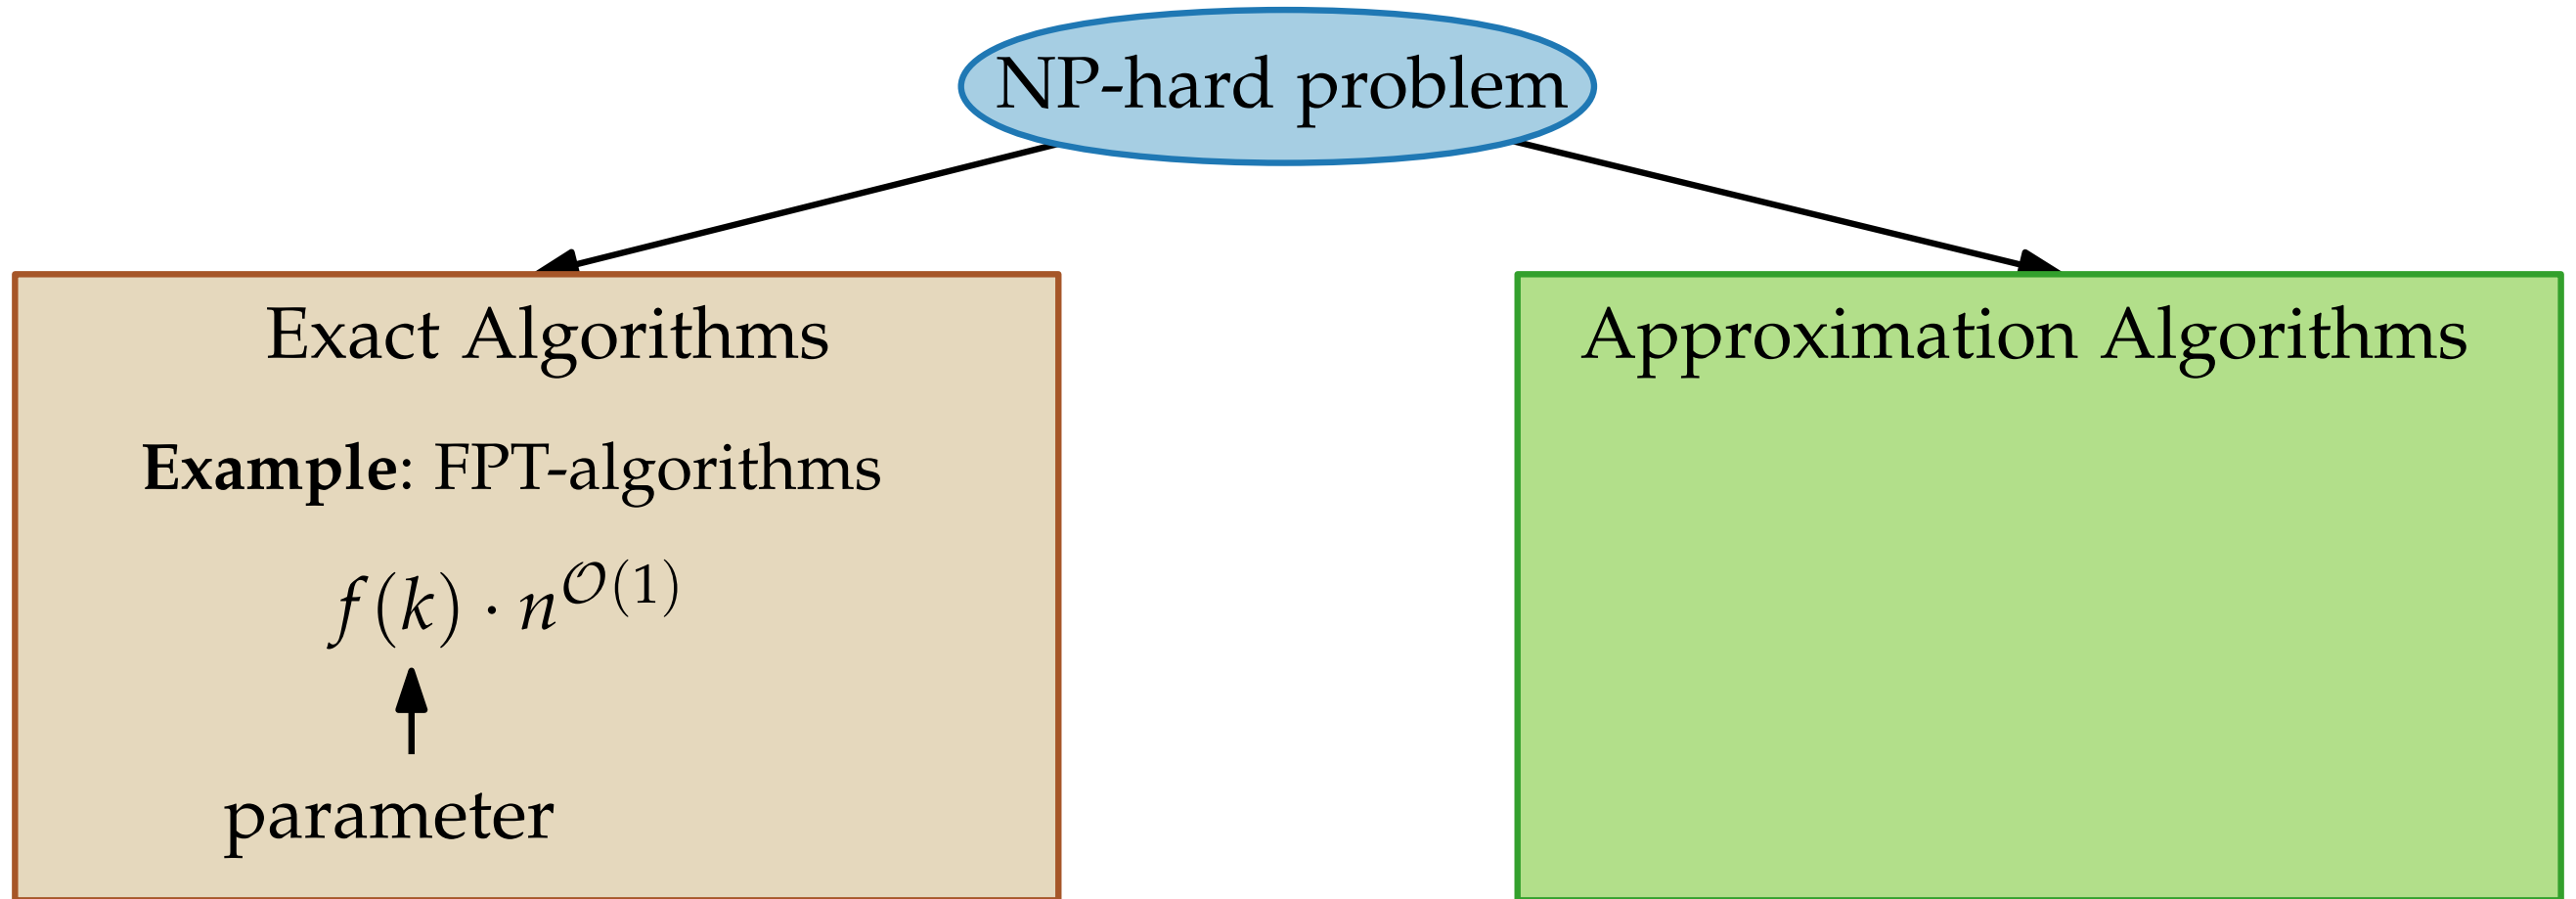 NP-hard problem
Exact Algorithms
Example: FPT-algorithms
f(k) · n^{𝒪(1)}
parameter
Approximation Algorithms